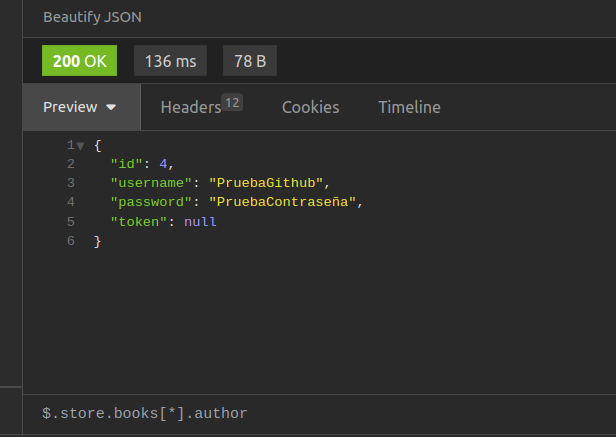 Beautify JSON
200 OK 136 ms 78 B
Preview Headers 12 Cookies Timeline
1 {
2 "id": 4,
3 "username": "PruebaGithub",
4 "password": "PruebaContraseña",
5 "token": null
6 }
$.store.books[*].author